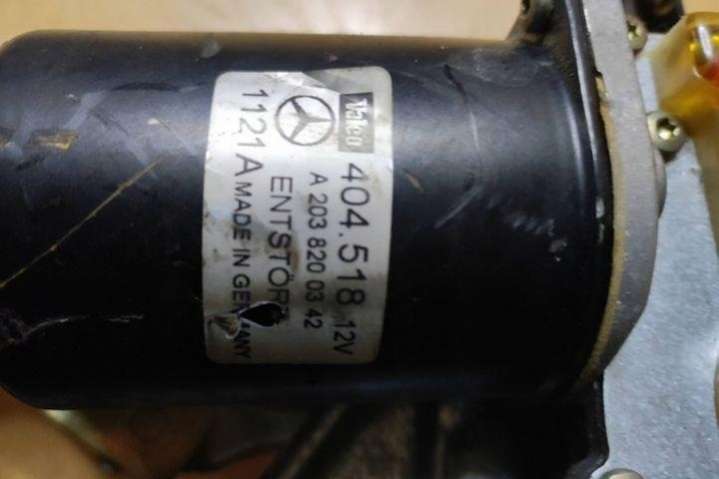 Valeo
404.518 12V
A 203 820 03 42
ENTSTÖRT
1121A MADE IN GERMANY